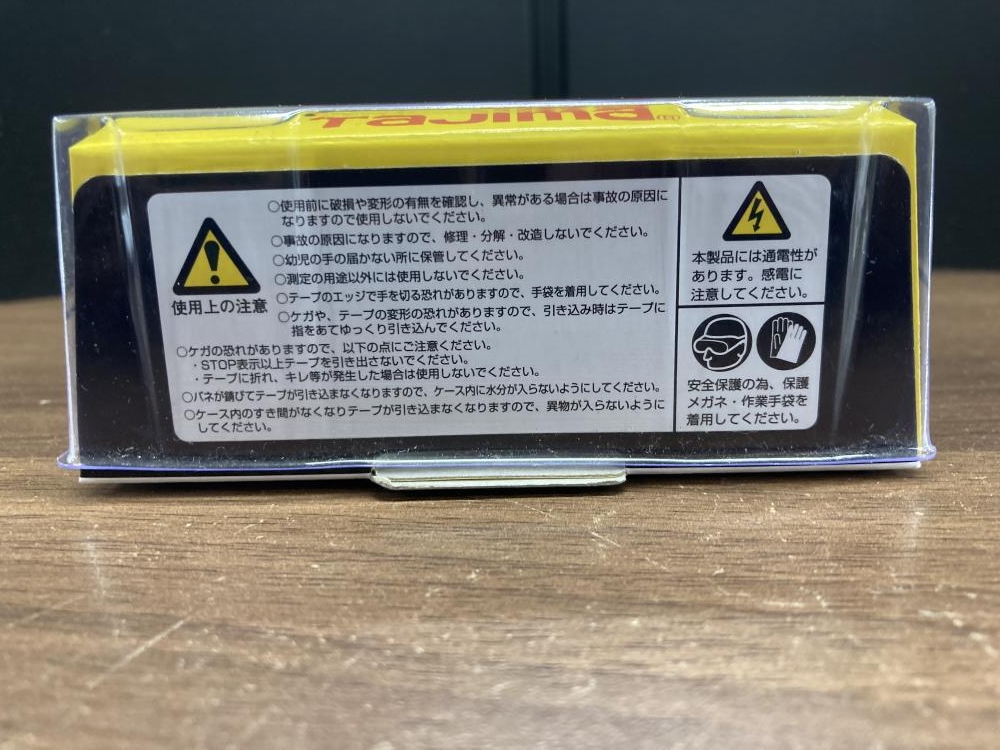 Tajima
使用上の注意
○使用前に破損や変形の有無を確認し、異常がある場合は事故の原因に
なりますので使用しないでください。
○事故の原因になりますので、修理・分解・改造しないでください。
○幼児の手の届かない所に保管してください。
○測定の用途以外には使用しないでください。
○テープのエッジで手を切る恐れがありますので、手袋を着用してください。
○ケガや、テープの変形の恐れがありますので、引き込み時はテープに
指をあてゆっくり引き込んでください。
○ケガの恐れがありますので、以下の点にご注意ください。
・STOP表示以上テープを引き出さないでください。
・テープに折れ、キレ等が発生した場合は使用しないでください。
○バネが錆びてテープが引き込まなくなりますので、ケース内に水分が入らないようにしてください。
○ケース内のすき間がなくなりテープが引き込まなくなりますので、異物が入らないように
してください。
本製品には通電性が
あります。感電に
注意してください。
安全保護の為、保護
メガネ・作業手袋を
着用してください。